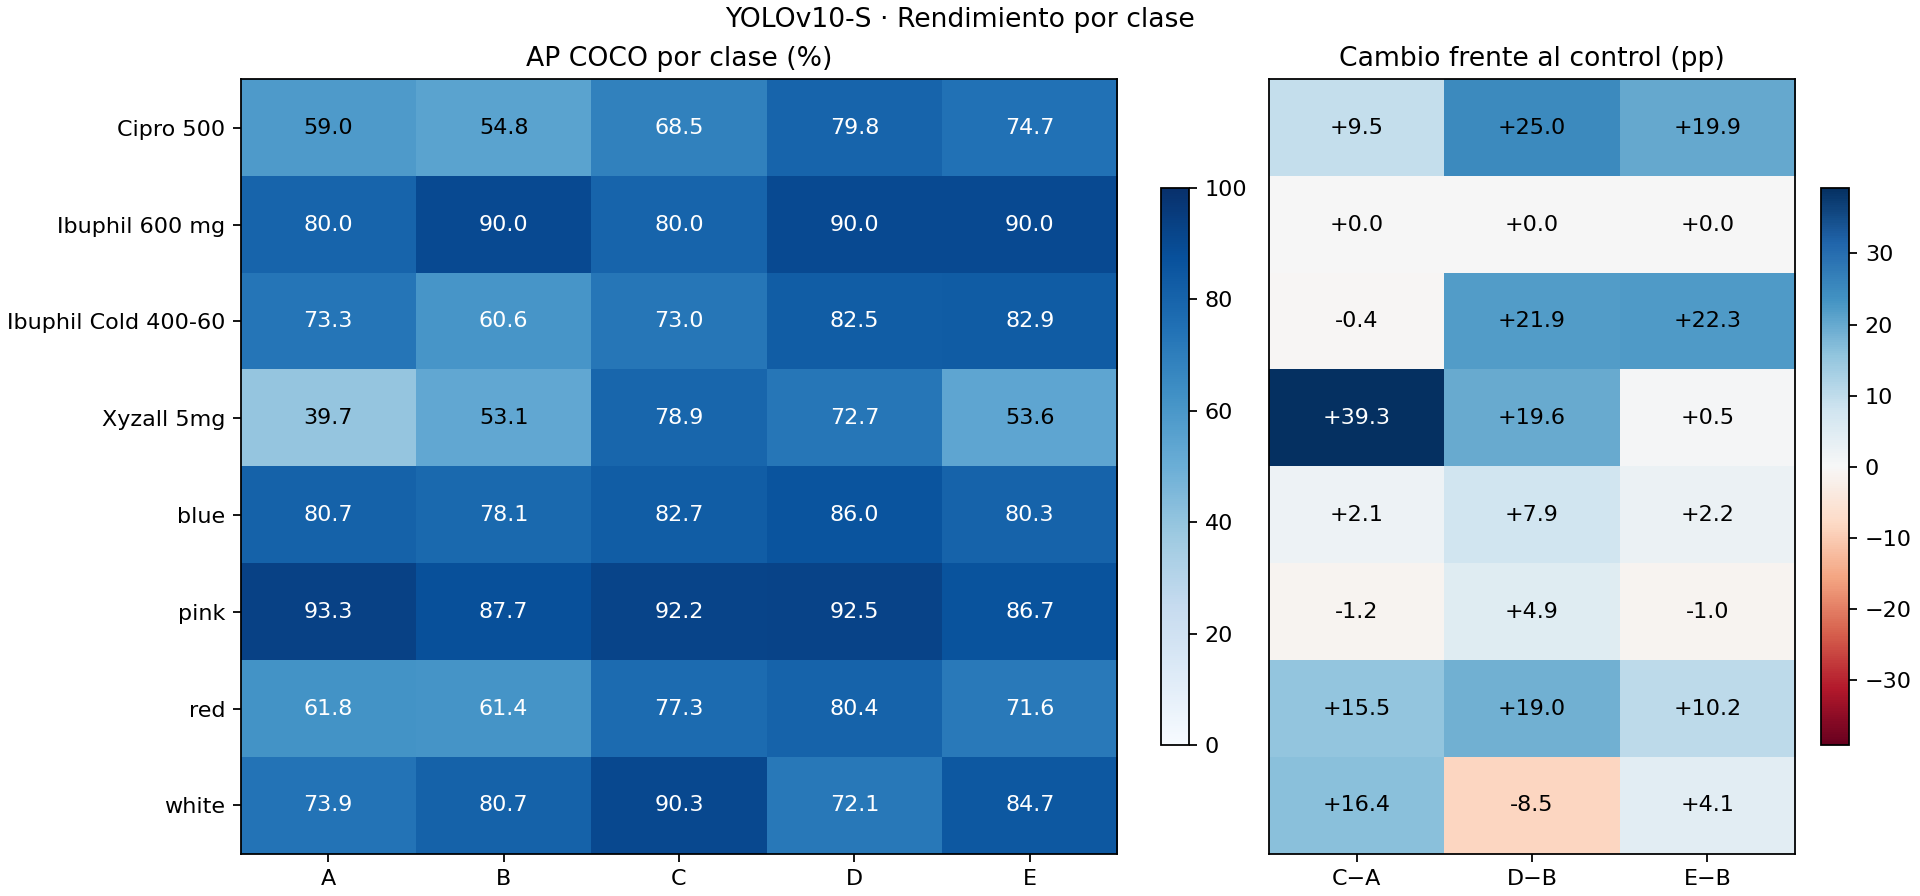 YOLOv10-S · Rendimiento por clase
AP COCO por clase (%)
Cambio frente al control (pp)
Cipro 500 59.0 54.8 68.5 79.8 74.7 +9.5 +25.0 +19.9
Ibuphil 600 mg 80.0 90.0 80.0 90.0 90.0 +0.0 +0.0 +0.0
Ibuphil Cold 400-60 73.3 60.6 73.0 82.5 82.9 -0.4 +21.9 +22.3
Xyzall 5mg 39.7 53.1 78.9 72.7 53.6 +39.3 +19.6 +0.5
blue 80.7 78.1 82.7 86.0 80.3 +2.1 +7.9 +2.2
pink 93.3 87.7 92.2 92.5 86.7 -1.2 +4.9 -1.0
red 61.8 61.4 77.3 80.4 71.6 +15.5 +19.0 +10.2
white 73.9 80.7 90.3 72.1 84.7 +16.4 -8.5 +4.1
A B C D E
C−A D−B E−B
100
80
60
40
20
0
30
20
10
0
−10
−20
−30